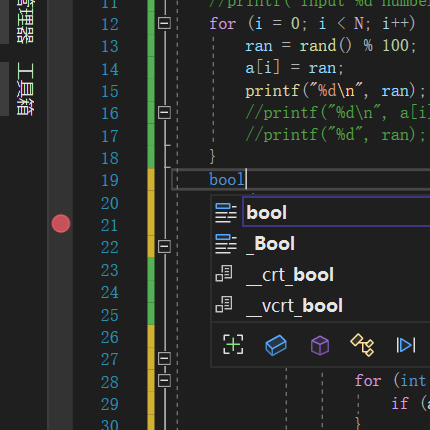 管理器
工具箱
11 //printf("input %d number
12 for (i = 0; i < N; i++)
13 ran = rand() % 100;
14 a[i] = ran;
15 printf("%d\n", ran);
16 //printf("%d\n", a[i]
17 //printf("%d", ran);
18 }
19 bool
20
21
22
23
24
25
26
27
28 for (int
29 if (a
30 }
bool
_Bool
__crt_bool
__vcrt_bool